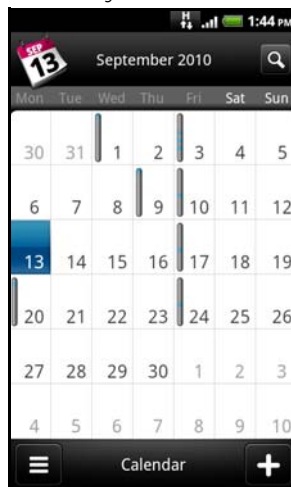 H 1:44 PM
SEP 13 September 2010
Mon Tue Wed Thu Fri Sat Sun
30 31 1 2 3 4 5
6 7 8 9 10 11 12
13 14 15 16 17 18 19
20 21 22 23 24 25 26
27 28 29 30 1 2 3
4 5 6 7 8 9 10
Calendar